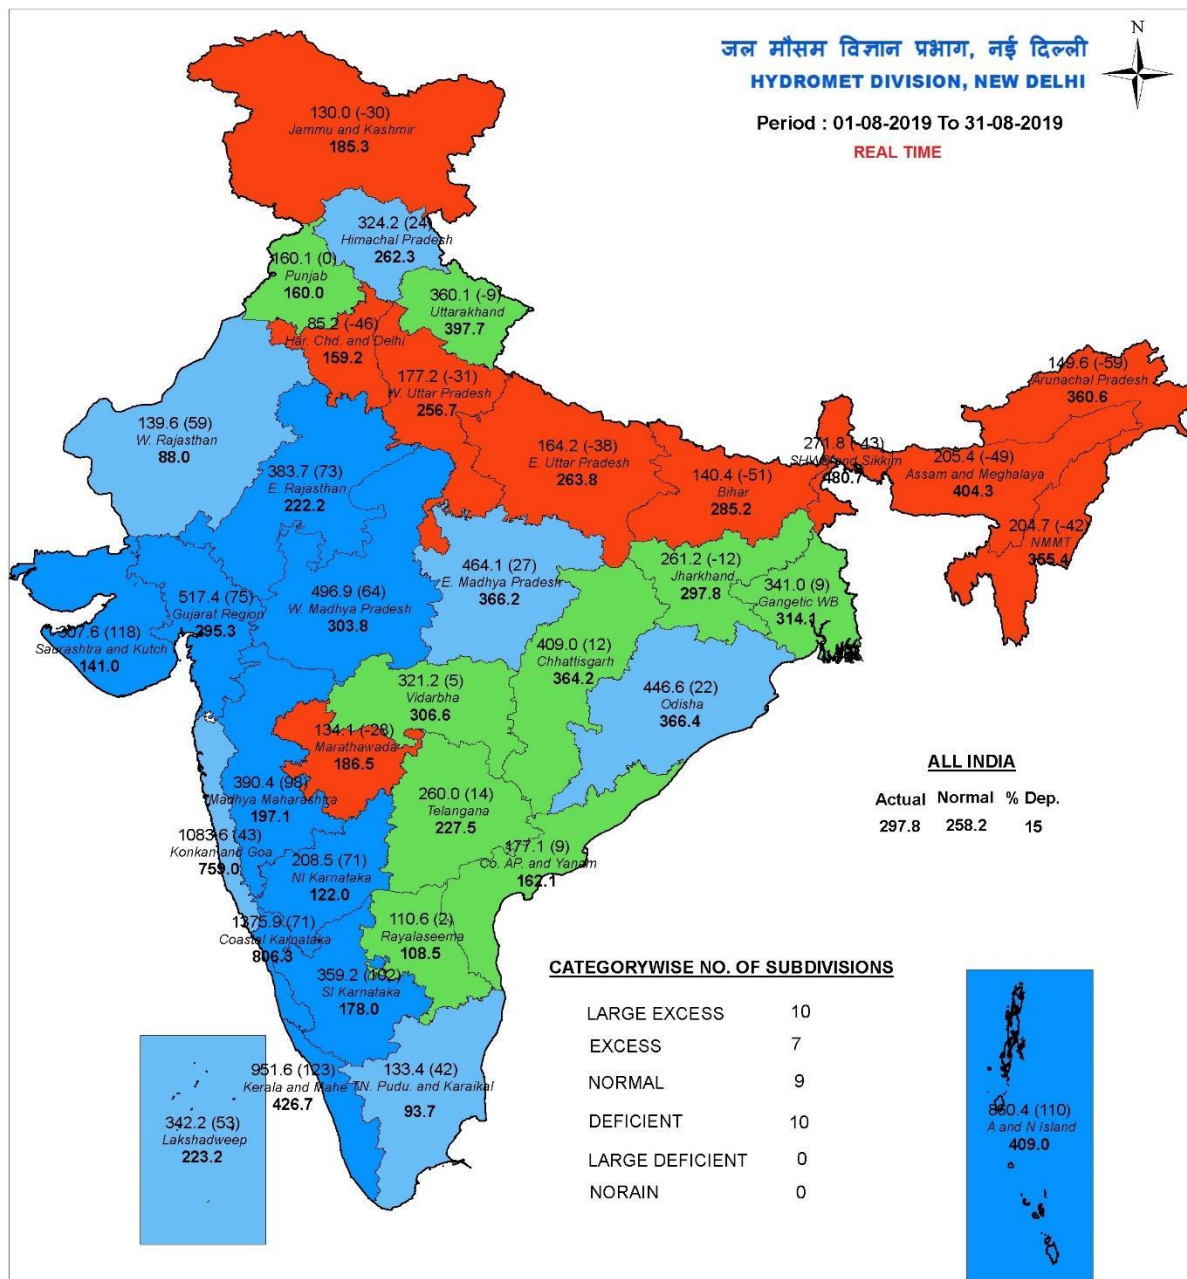 N
जल मौसम विज्ञान प्रभाग, नई दिल्ली
HYDROMET DIVISION, NEW DELHI
Period : 01-08-2019 To 31-08-2019
REAL TIME
130.0 (-30)
Jammu and Kashmir
185.3
324.2 (24)
Himachal Pradesh
262.3
160.1 (0)
Punjab
160.0
360.1 (-9)
Uttarakhand
397.7
85.2 (-46)
Har. Chd. and Delhi
159.2
177.2 (-31)
W. Uttar Pradesh
256.7
149.6 (-59)
Arunachal Pradesh
360.6
139.6 (59)
W. Rajasthan
88.0
164.2 (-38)
E. Uttar Pradesh
263.8
271.8 (-43)
SHWB and Sikkim
480.7
205.4 (-49)
Assam and Meghalaya
404.3
383.7 (73)
E. Rajasthan
222.2
140.4 (-51)
Bihar
285.2
204.7 (-42)
NMMT
355.4
464.1 (27)
E. Madhya Pradesh
366.2
261.2 (-12)
Jharkhand
297.8
517.4 (75)
Gujarat Region
295.3
496.9 (64)
W. Madhya Pradesh
303.8
341.0 (9)
Gangetic WB
314.1
307.6 (118)
Saurashtra and Kutch
141.0
409.0 (12)
Chhattisgarh
364.2
321.2 (5)
Vidarbha
306.6
446.6 (22)
Odisha
366.4
134.1 (-28)
Marathawada
186.5
390.4 (98)
Madhya Maharashtra
197.1
260.0 (14)
Telangana
227.5
ALL INDIA
Actual Normal % Dep.
297.8 258.2 15
1083.6 (43)
Konkan and Goa
759.0
208.5 (71)
NI Karnataka
122.0
177.1 (9)
Co. AP. and Yanam
162.1
1375.9 (71)
Coastal Karnataka
806.3
110.6 (2)
Rayalaseema
108.5
359.2 (102)
SI Karnataka
178.0
CATEGORYWISE NO. OF SUBDIVISIONS
LARGE EXCESS 10
EXCESS 7
NORMAL 9
DEFICIENT 10
LARGE DEFICIENT 0
NORAIN 0
951.6 (123)
Kerala and Mahe
426.7
133.4 (42)
TN. Pudu. and Karaikal
93.7
342.2 (53)
Lakshadweep
223.2
860.4 (110)
A and N island
409.0